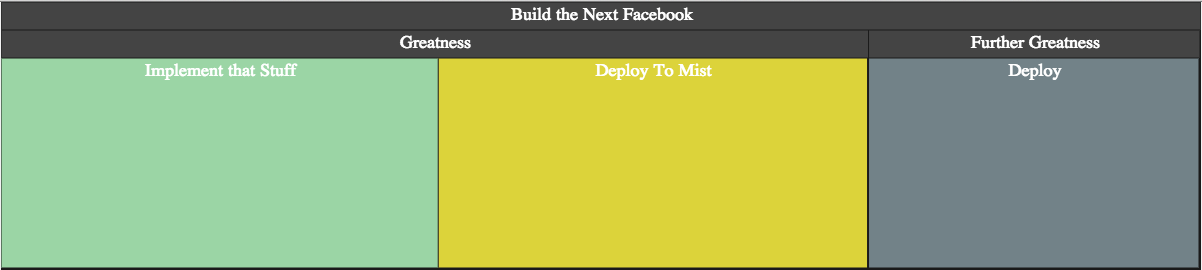 Build the Next Facebook
Greatness
Further Greatness
Implement that Stuff
Deploy To Mist
Deploy